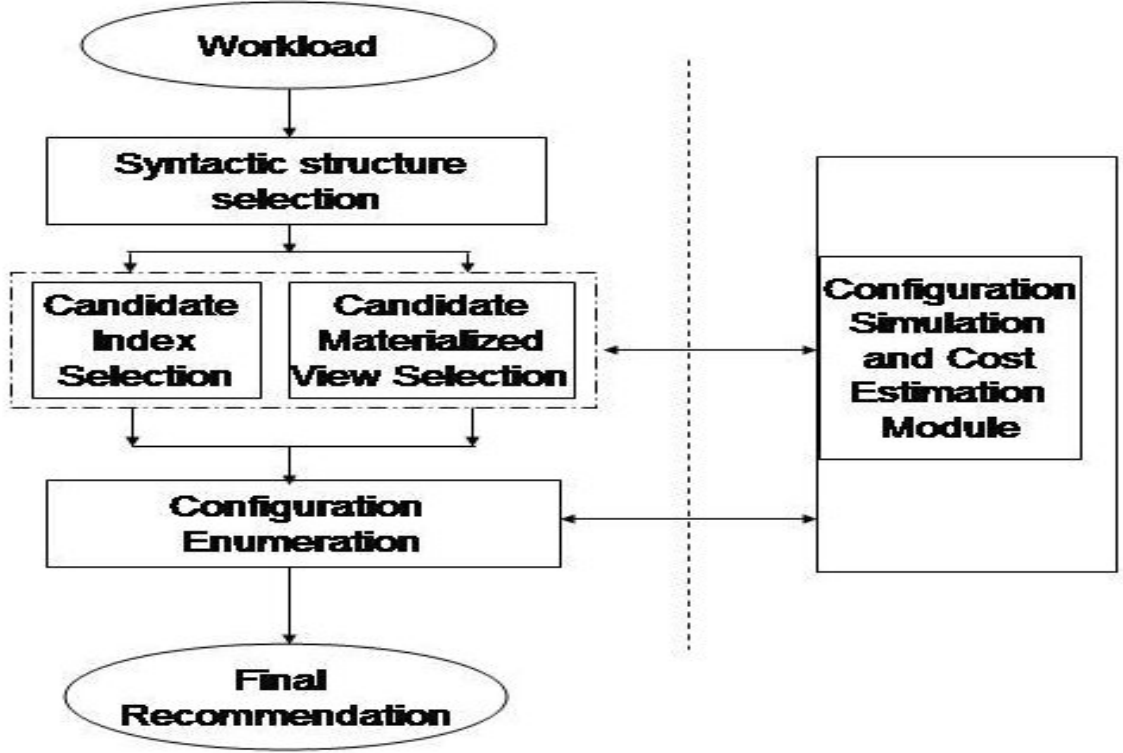 Workload
Syntactic structure
selection
Candidate
Index
Selection
Candidate
Materialized
View Selection
Configuration
Simulation
and Cost
Estimation
Module
Configuration
Enumeration
Final
Recommendation